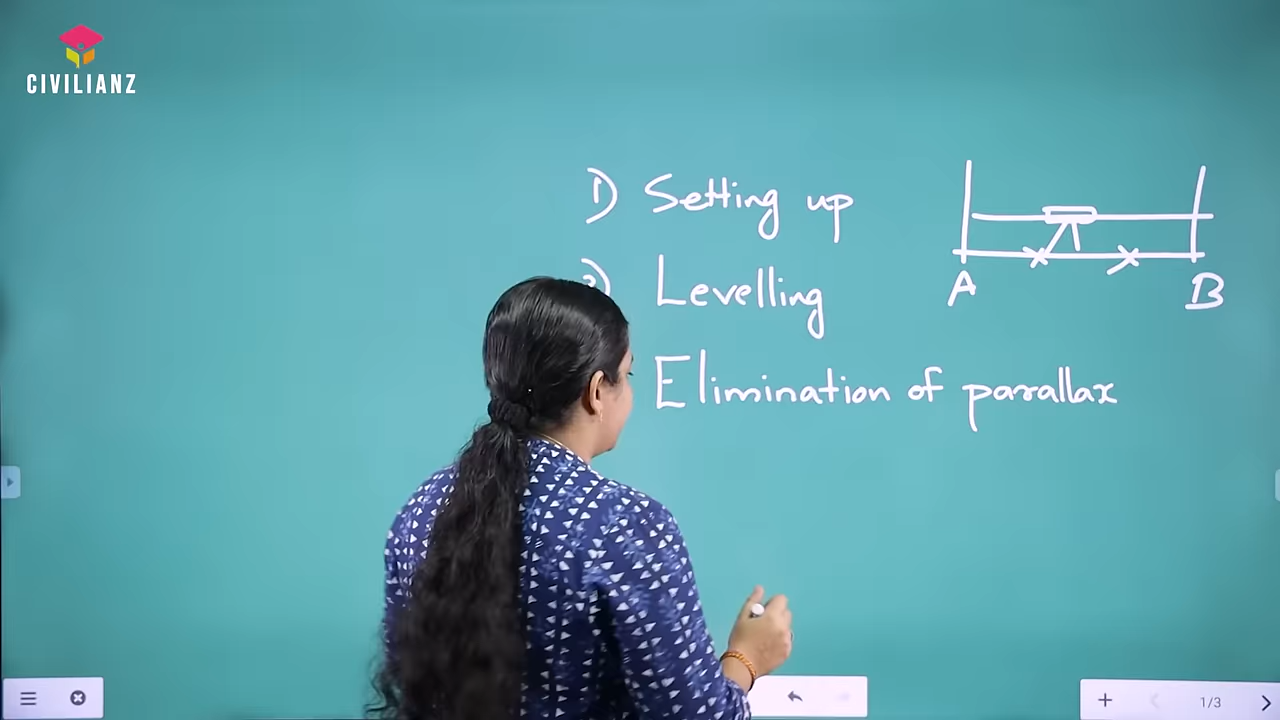 CIVILIANZ
1) Setting up
Levelling
Elimination of parallax
A B
1/3